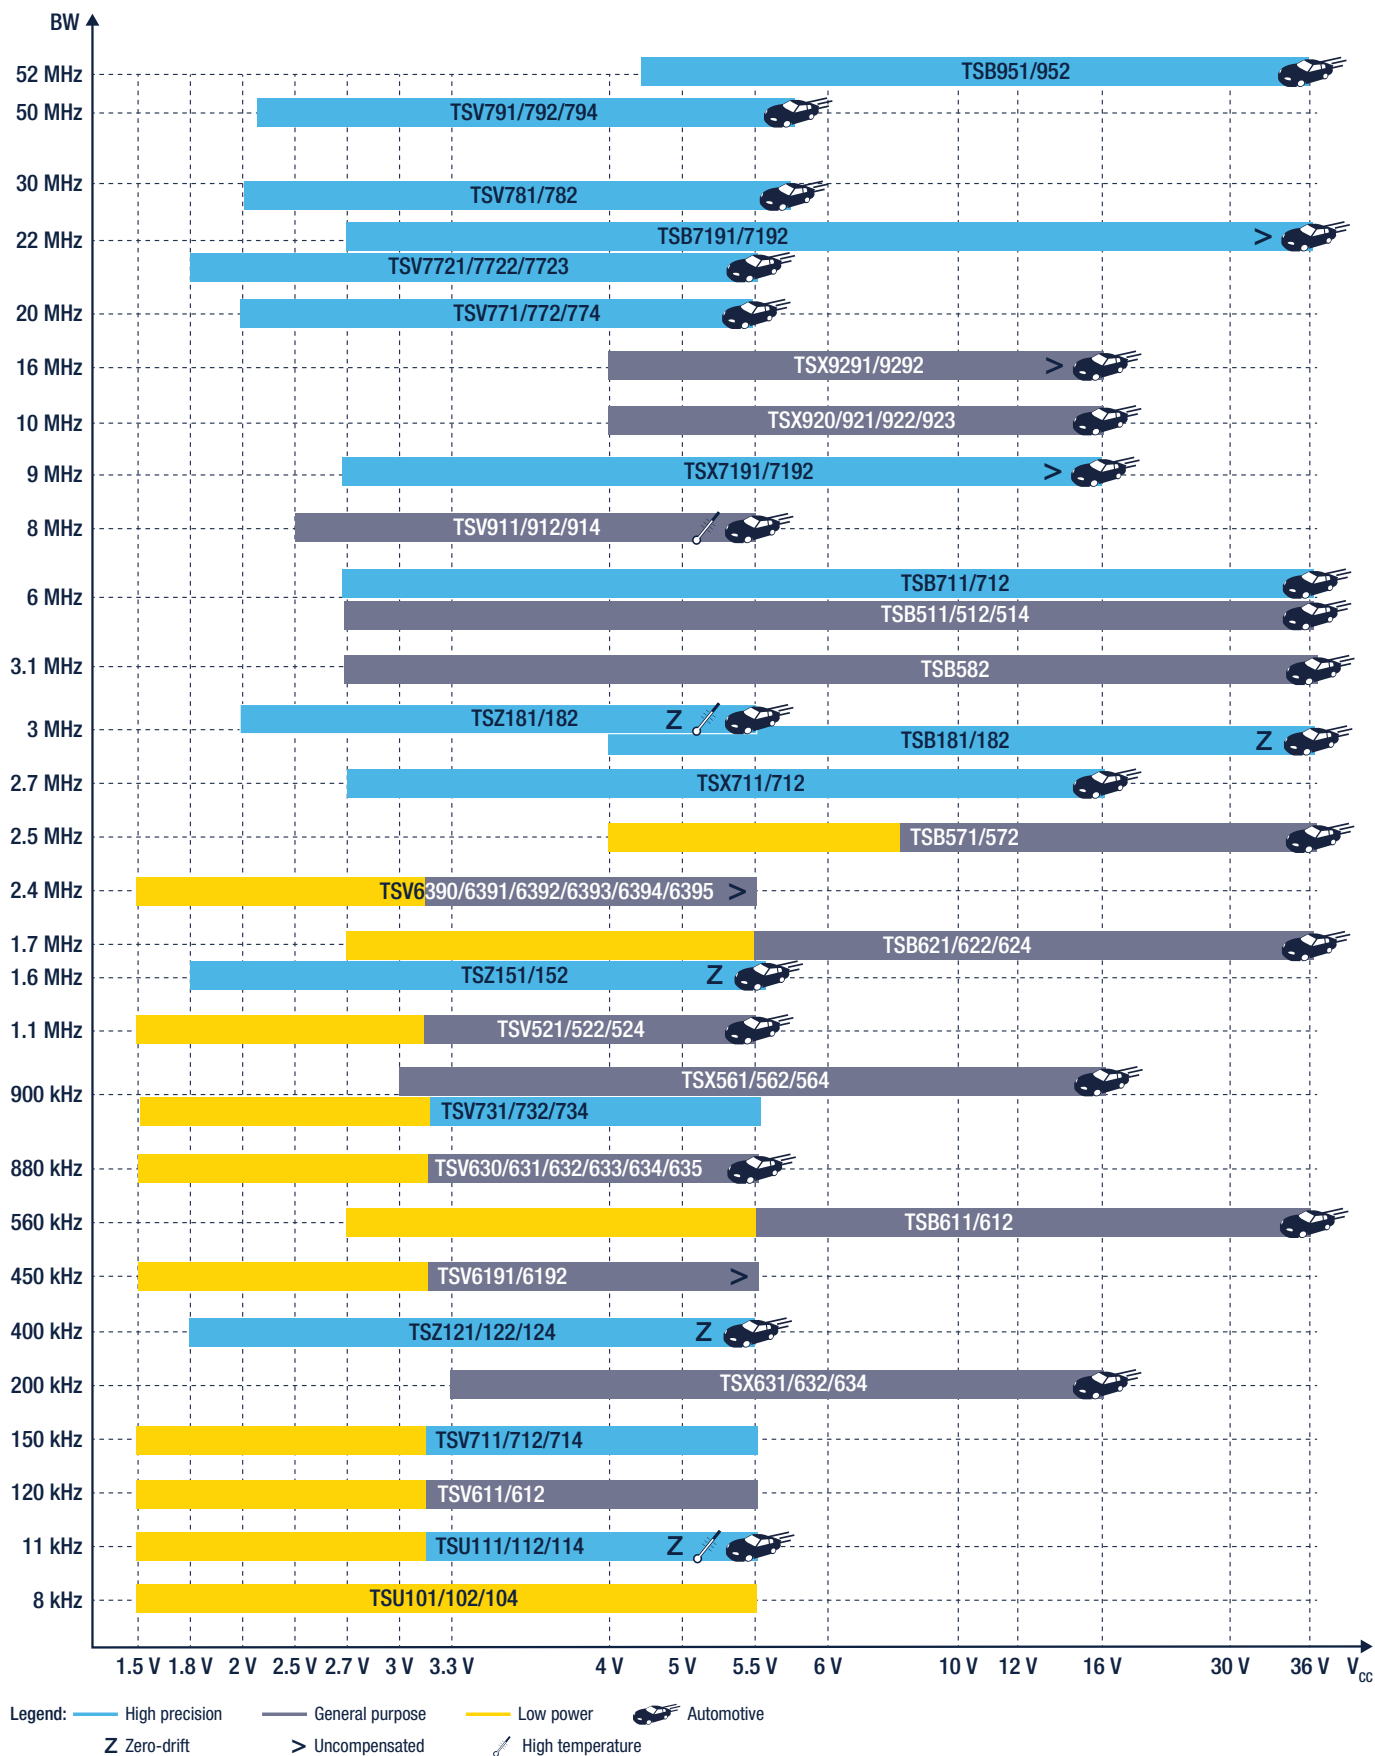 BW
52 MHz
TSB951/952
50 MHz
TSV791/792/794
30 MHz
TSV781/782
22 MHz
TSB7191/7192
>
TSV7721/7722/7723
20 MHz
TSV771/772/774
16 MHz
TSX9291/9292
>
10 MHz
TSX920/921/922/923
9 MHz
TSX7191/7192
>
8 MHz
TSV911/912/914
6 MHz
TSB711/712
TSB511/512/514
3.1 MHz
TSB582
3 MHz
TSZ181/182
Z
TSB181/182
Z
2.7 MHz
TSX711/712
2.5 MHz
TSB571/572
2.4 MHz
TSV6390/6391/6392/6393/6394/6395
>
1.7 MHz
TSB621/622/624
1.6 MHz
TSZ151/152
Z
1.1 MHz
TSV521/522/524
900 kHz
TSX561/562/564
TSV731/732/734
880 kHz
TSV630/631/632/633/634/635
560 kHz
TSB611/612
450 kHz
TSV6191/6192
>
400 kHz
TSZ121/122/124
Z
200 kHz
TSX631/632/634
150 kHz
TSV711/712/714
120 kHz
TSV611/612
11 kHz
TSU111/112/114
Z
8 kHz
TSU101/102/104
1.5 V 1.8 V 2 V 2.5 V 2.7 V 3 V 3.3 V 4 V 5 V 5.5 V 6 V 10 V 12 V 16 V 30 V 36 V Vcc
Legend: High precision General purpose Low power Automotive
Z Zero-drift > Uncompensated High temperature